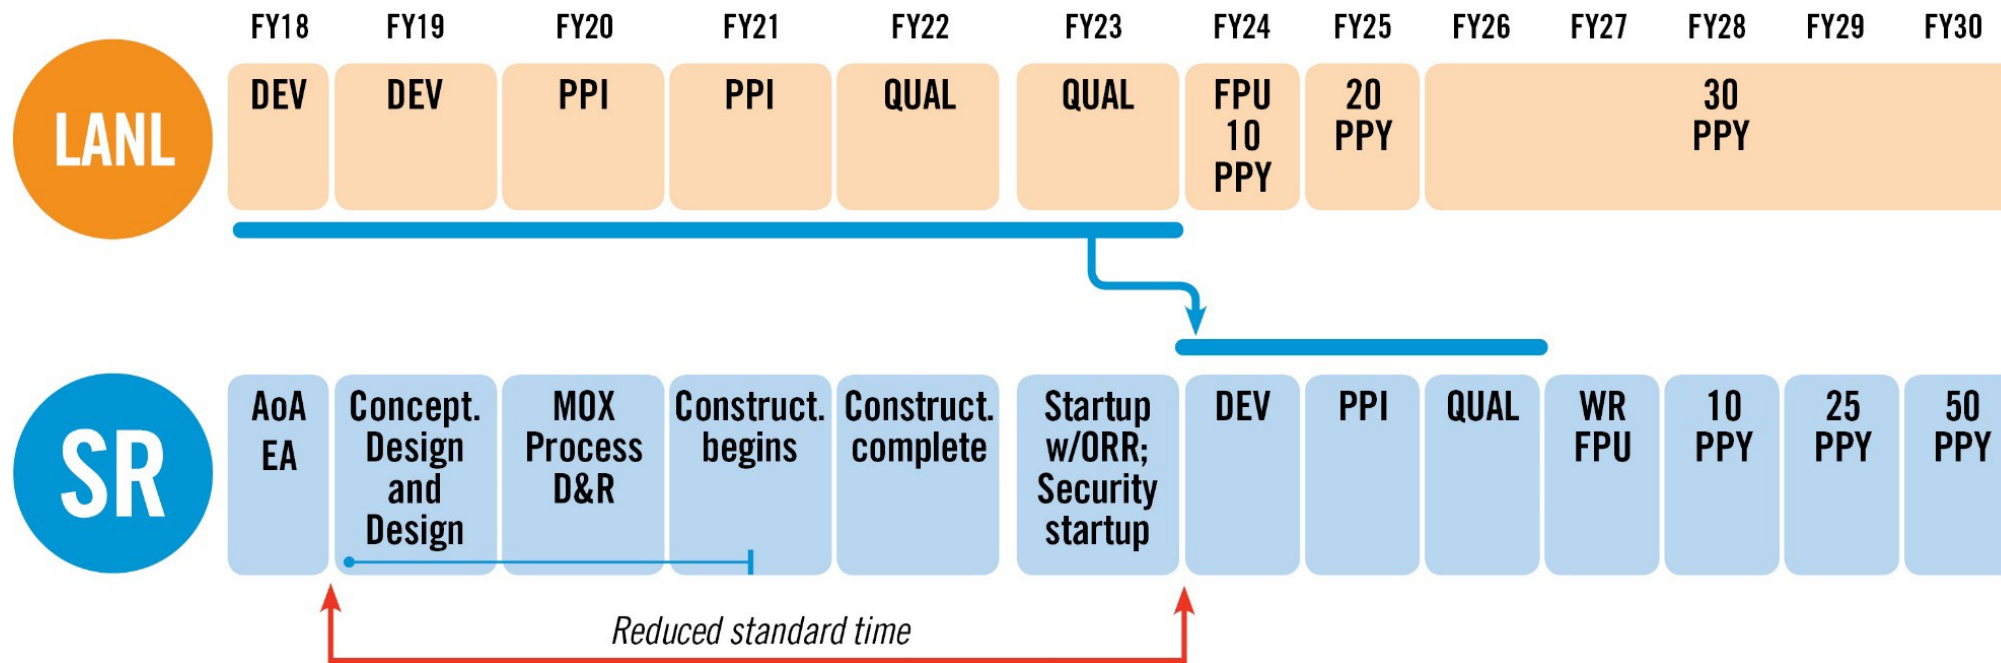 FY18 FY19 FY20 FY21 FY22 FY23 FY24 FY25 FY26 FY27 FY28 FY29 FY30
LANL
DEV
DEV
PPI
PPI
QUAL
QUAL
FPU
10
PPY
20
PPY
30
PPY
SR
AoA
EA
Concept.
Design
and
Design
MOX
Process
D&R
Construct.
begins
Construct.
complete
Startup
w/ORR;
Security
startup
DEV
PPI
QUAL
WR
FPU
10
PPY
25
PPY
50
PPY
Reduced standard time